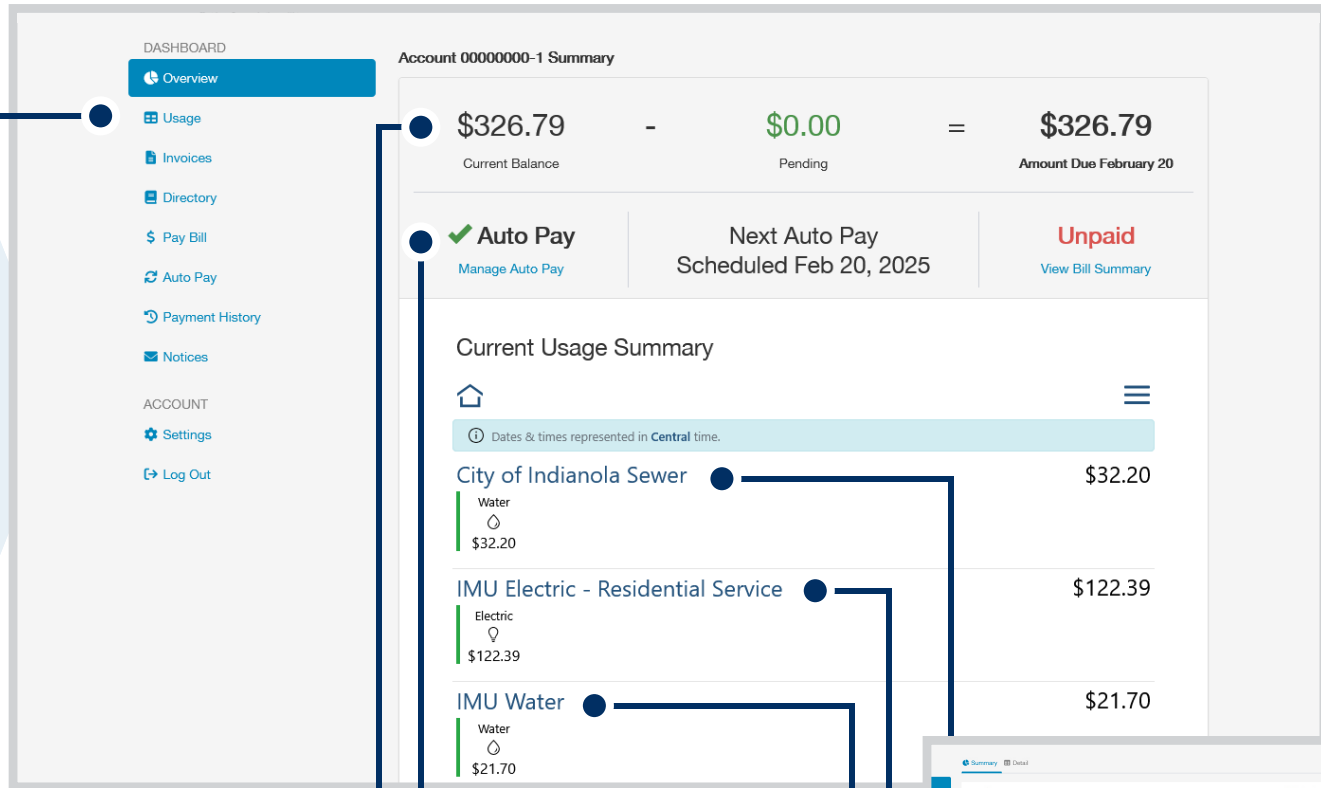 DASHBOARD
Overview
Usage
Invoices
Directory
$ Pay Bill
Auto Pay
Payment History
Notices
ACCOUNT
Settings
Log Out
Account 00000000-1 Summary
$326.79 - $0.00 = $326.79
Current Balance Pending Amount Due February 20
Auto Pay Next Auto Pay Unpaid
Manage Auto Pay Scheduled Feb 20, 2025 View Bill Summary
Current Usage Summary
Dates & times represented in Central time.
City of Indianola Sewer $32.20
Water
$32.20
IMU Electric - Residential Service $122.39
Electric
$122.39
IMU Water $21.70
Water
$21.70
Summary Detail